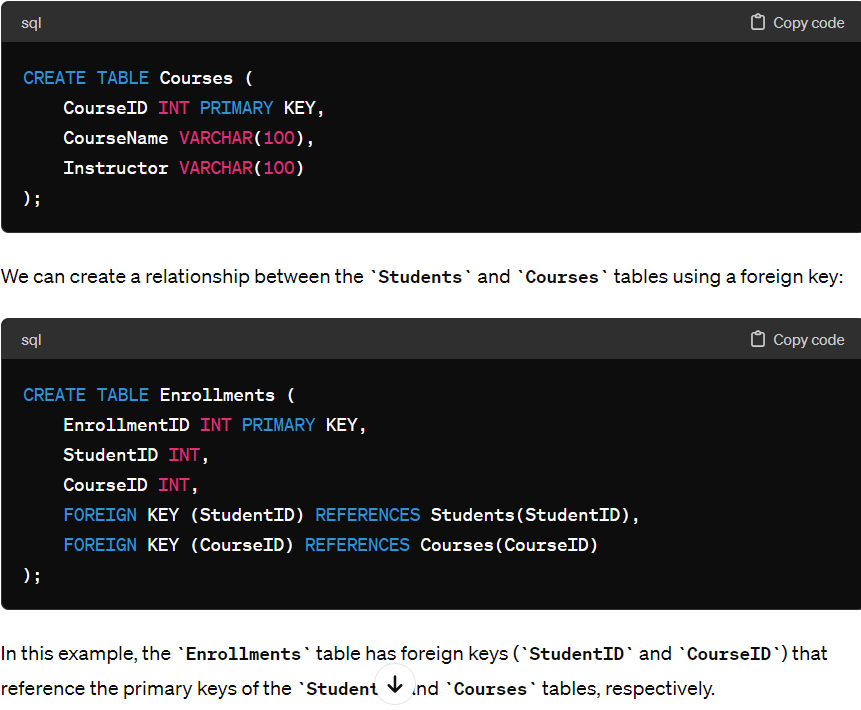 sql Copy code
CREATE TABLE Courses (
    CourseID INT PRIMARY KEY,
    CourseName VARCHAR(100),
    Instructor VARCHAR(100)
);
We can create a relationship between the `Students` and `Courses` tables using a foreign key:
sql Copy code
CREATE TABLE Enrollments (
    EnrollmentID INT PRIMARY KEY,
    StudentID INT,
    CourseID INT,
    FOREIGN KEY (StudentID) REFERENCES Students(StudentID),
    FOREIGN KEY (CourseID) REFERENCES Courses(CourseID)
);
In this example, the `Enrollments` table has foreign keys (`StudentID` and `CourseID`) that
reference the primary keys of the `Student nd `Courses` tables, respectively.